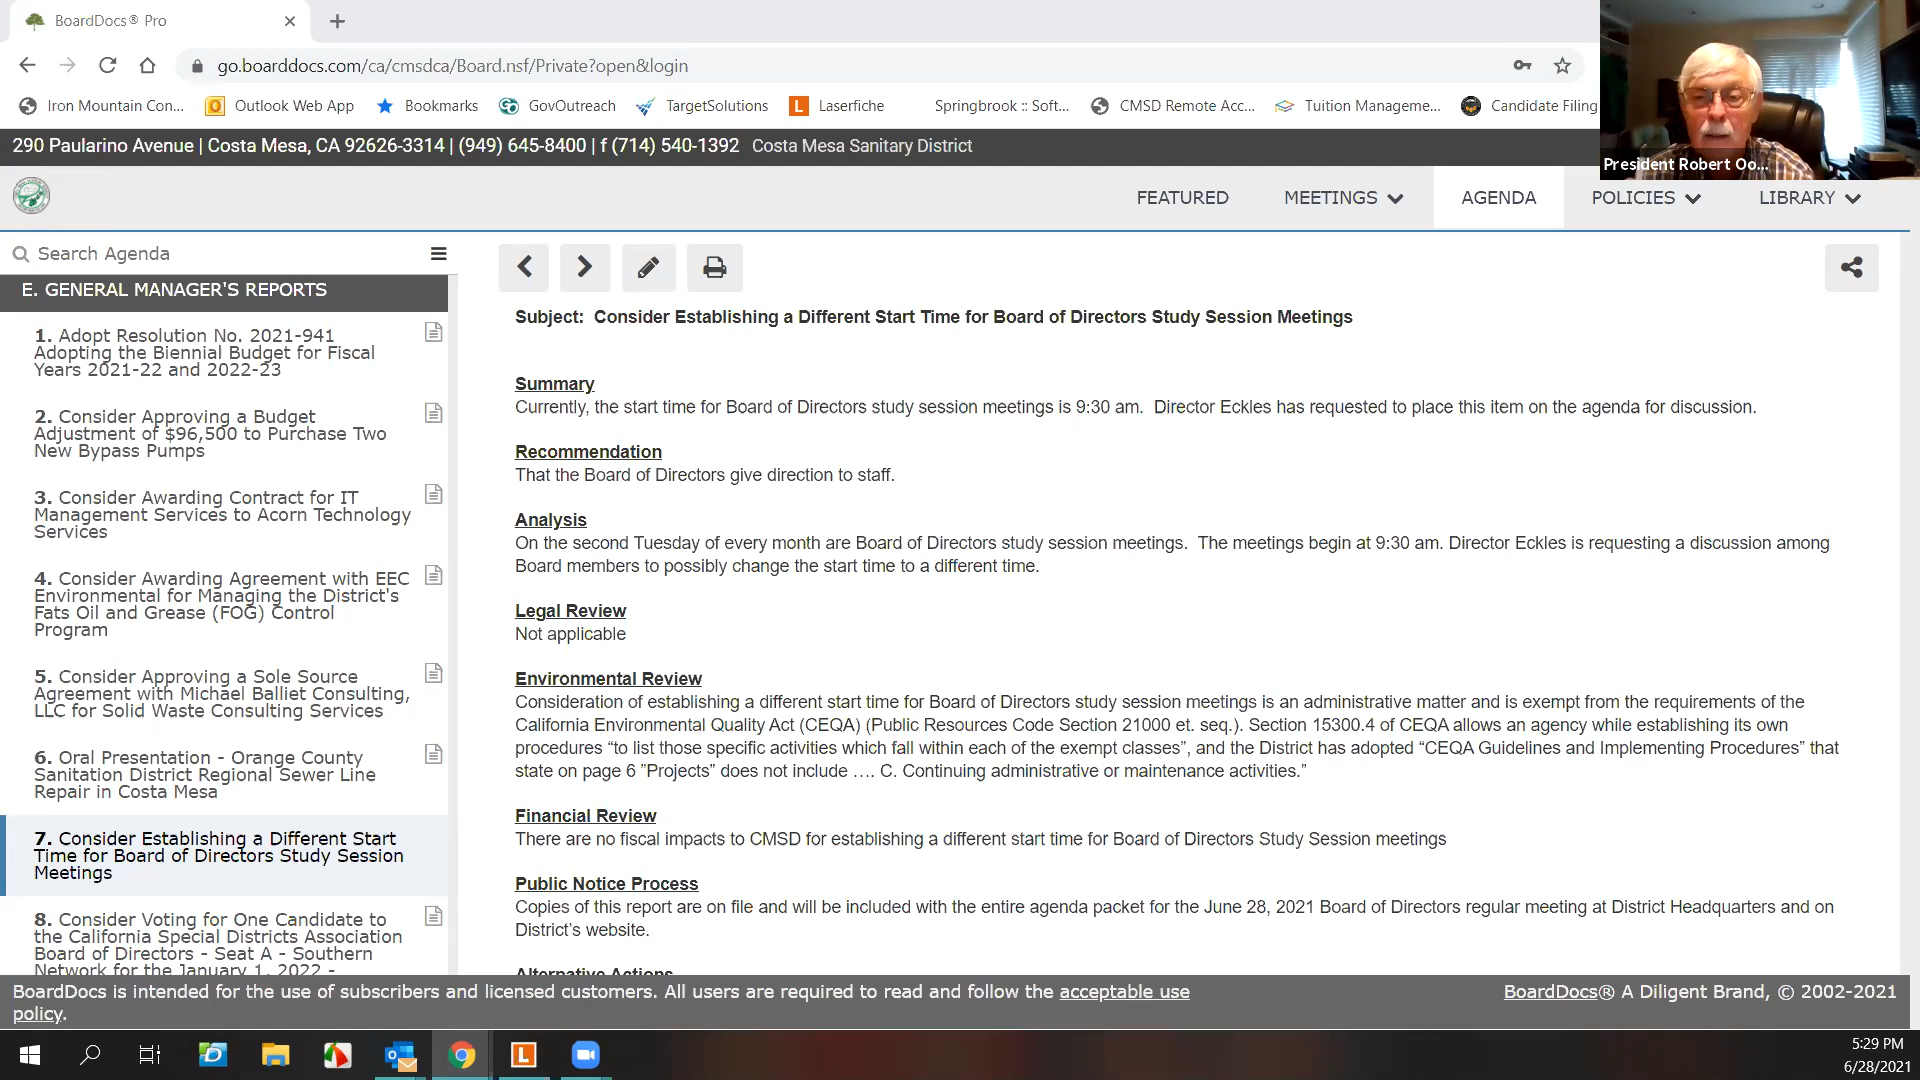 BoardDocs® Pro
go.boarddocs.com/ca/cmsdca/Board.nsf/Private?open&login
Iron Mountain Con... Outlook Web App Bookmarks GovOutreach TargetSolutions Laserfiche Springbrook :: Soft... CMSD Remote Acc... Tuition Manageme... Candidate Filing
President Robert Oo...
290 Paularino Avenue | Costa Mesa, CA 92626-3314 | (949) 645-8400 | f (714) 540-1392 Costa Mesa Sanitary District
FEATURED MEETINGS AGENDA POLICIES LIBRARY
Search Agenda
E. GENERAL MANAGER'S REPORTS
1. Adopt Resolution No. 2021-941
Adopting the Biennial Budget for Fiscal
Years 2021-22 and 2022-23
2. Consider Approving a Budget
Adjustment of $96,500 to Purchase Two
New Bypass Pumps
3. Consider Awarding Contract for IT
Management Services to Acorn Technology
Services
4. Consider Awarding Agreement with EEC
Environmental for Managing the District's
Fats Oil and Grease (FOG) Control
Program
5. Consider Approving a Sole Source
Agreement with Michael Balliet Consulting,
LLC for Solid Waste Consulting Services
6. Oral Presentation - Orange County
Sanitation District Regional Sewer Line
Repair in Costa Mesa
7. Consider Establishing a Different Start
Time for Board of Directors Study Session
Meetings
8. Consider Voting for One Candidate to
the California Special Districts Association
Board of Directors - Seat A - Southern
Network for the January 1, 2022 -
Subject: Consider Establishing a Different Start Time for Board of Directors Study Session Meetings
Summary
Currently, the start time for Board of Directors study session meetings is 9:30 am. Director Eckles has requested to place this item on the agenda for discussion.
Recommendation
That the Board of Directors give direction to staff.
Analysis
On the second Tuesday of every month are Board of Directors study session meetings. The meetings begin at 9:30 am. Director Eckles is requesting a discussion among
Board members to possibly change the start time to a different time.
Legal Review
Not applicable
Environmental Review
Consideration of establishing a different start time for Board of Directors study session meetings is an administrative matter and is exempt from the requirements of the
California Environmental Quality Act (CEQA) (Public Resources Code Section 21000 et. seq.). Section 15300.4 of CEQA allows an agency while establishing its own
procedures “to list those specific activities which fall within each of the exempt classes”, and the District has adopted “CEQA Guidelines and Implementing Procedures” that
state on page 6 ”Projects” does not include …. C. Continuing administrative or maintenance activities.”
Financial Review
There are no fiscal impacts to CMSD for establishing a different start time for Board of Directors Study Session meetings
Public Notice Process
Copies of this report are on file and will be included with the entire agenda packet for the June 28, 2021 Board of Directors regular meeting at District Headquarters and on
District’s website.
Alternative Actions
BoardDocs is intended for the use of subscribers and licensed customers. All users are required to read and follow the acceptable use
policy.
BoardDocs® A Diligent Brand, © 2002-2021
5:29 PM
6/28/2021